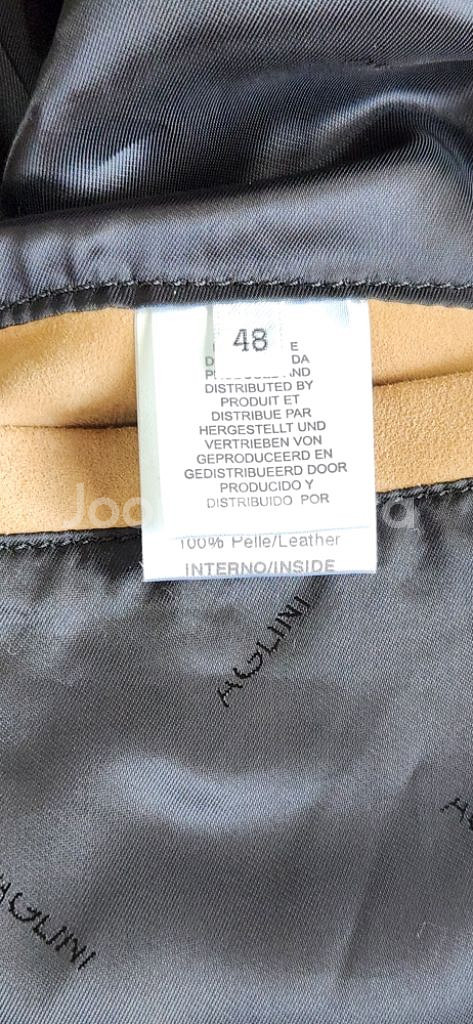 48
DISTRIBUTED BY
PRODUIT ET
DISTRIBUE PAR
HERGESTELLT UND
VERTRIEBEN VON
GEPRODUCEERD EN
GEDISTRIBUEERD DOOR
PRODUCIDO Y
DISTRIBUIDO POR
100% Pelle/Leather
INTERNO/INSIDE
AGLINI
AGLINI